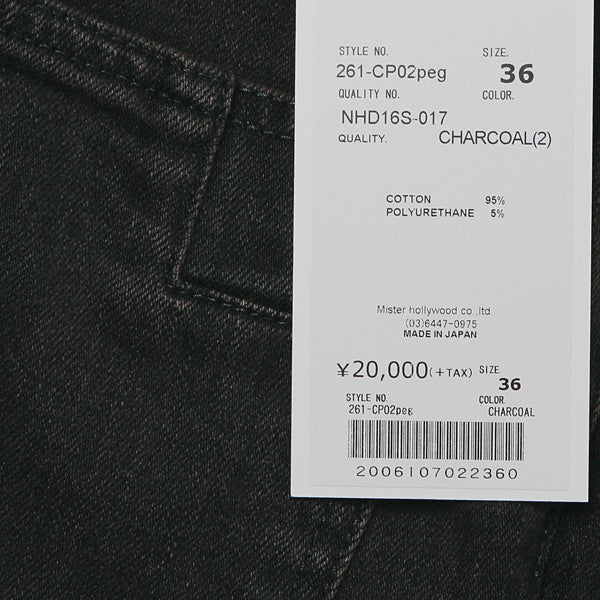 STYLE NO. SIZE.
261-CP02peg 36
QUALITY NO. COLOR.
NHD16S-017
QUALITY. CHARCOAL(2)
COTTON 95%
POLYURETHANE 5%
Mister hollywood co.,ltd.
(03)6447-0975
MADE IN JAPAN
¥20,000(+TAX) SIZE.
36
STYLE NO. COLOR.
261-CP02peg CHARCOAL
2006107022360